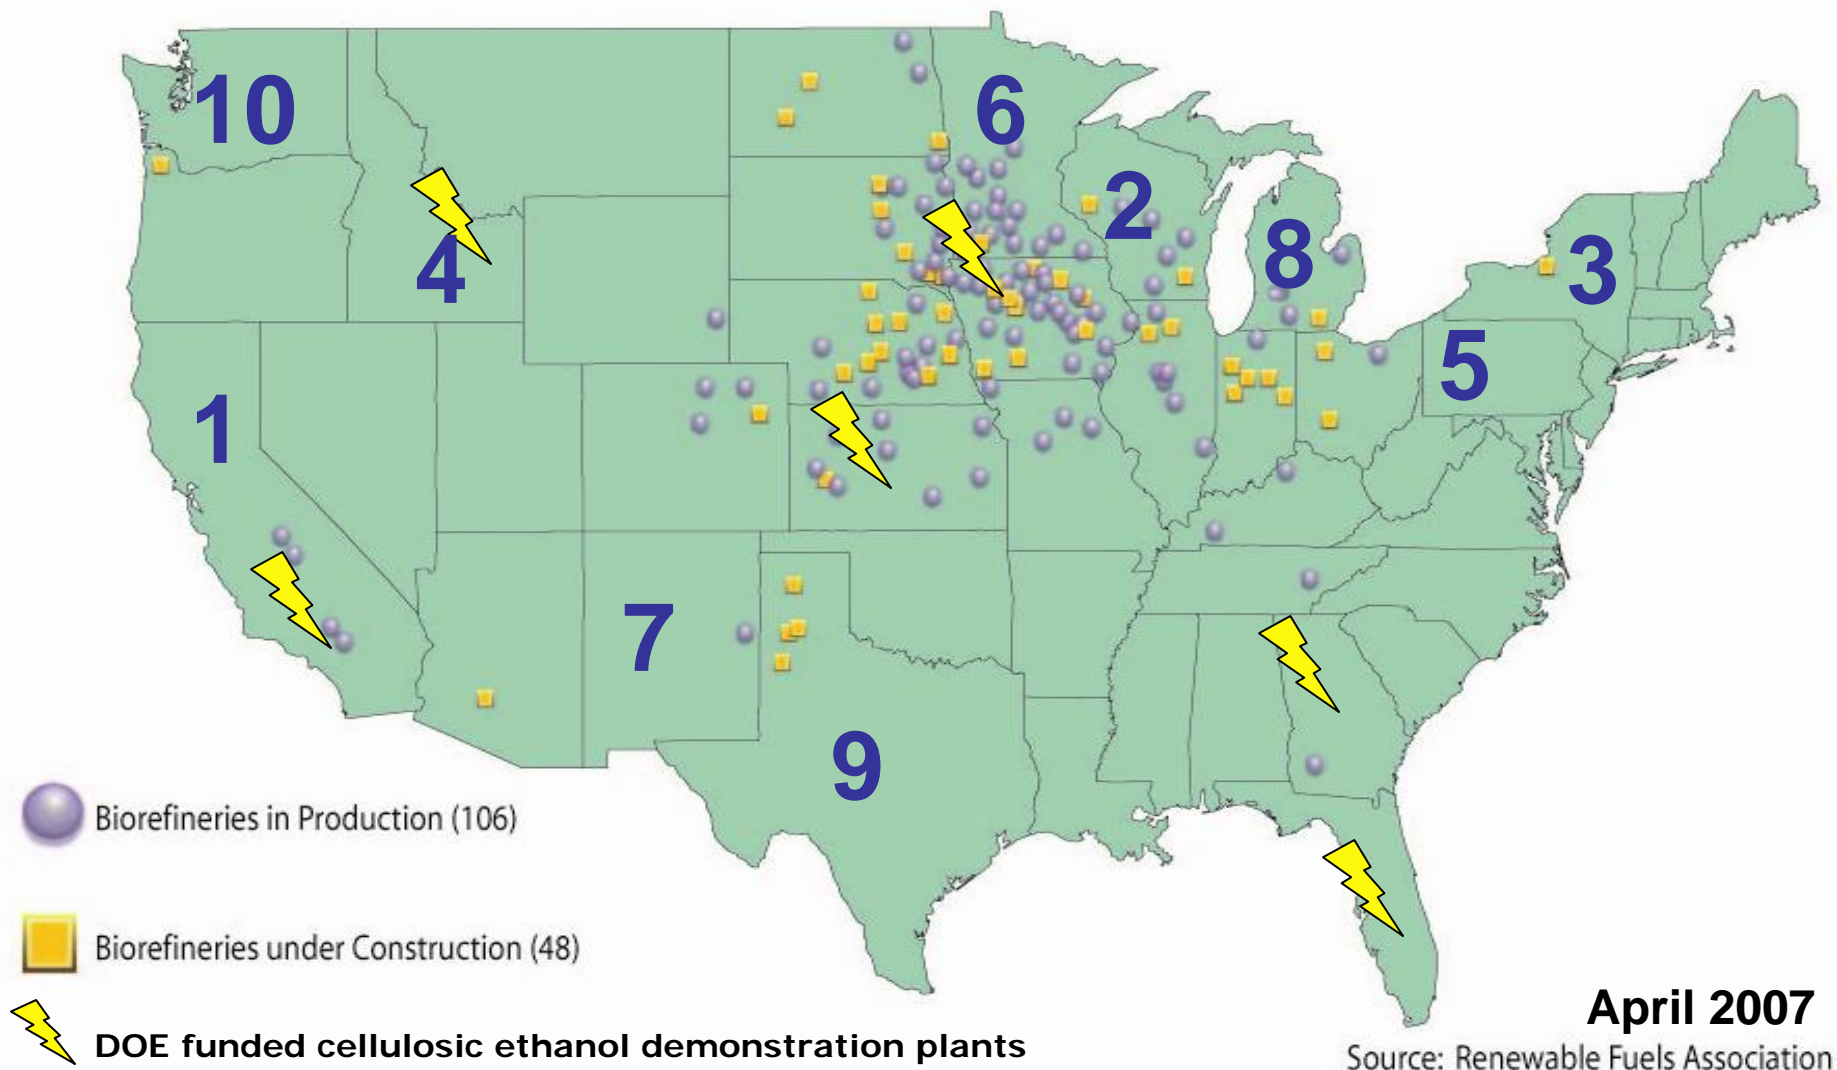 10
6
2
4
8
3
5
1
7
9
Biorefineries in Production (106)
Biorefineries under Construction (48)
DOE funded cellulosic ethanol demonstration plants
April 2007
Source: Renewable Fuels Association